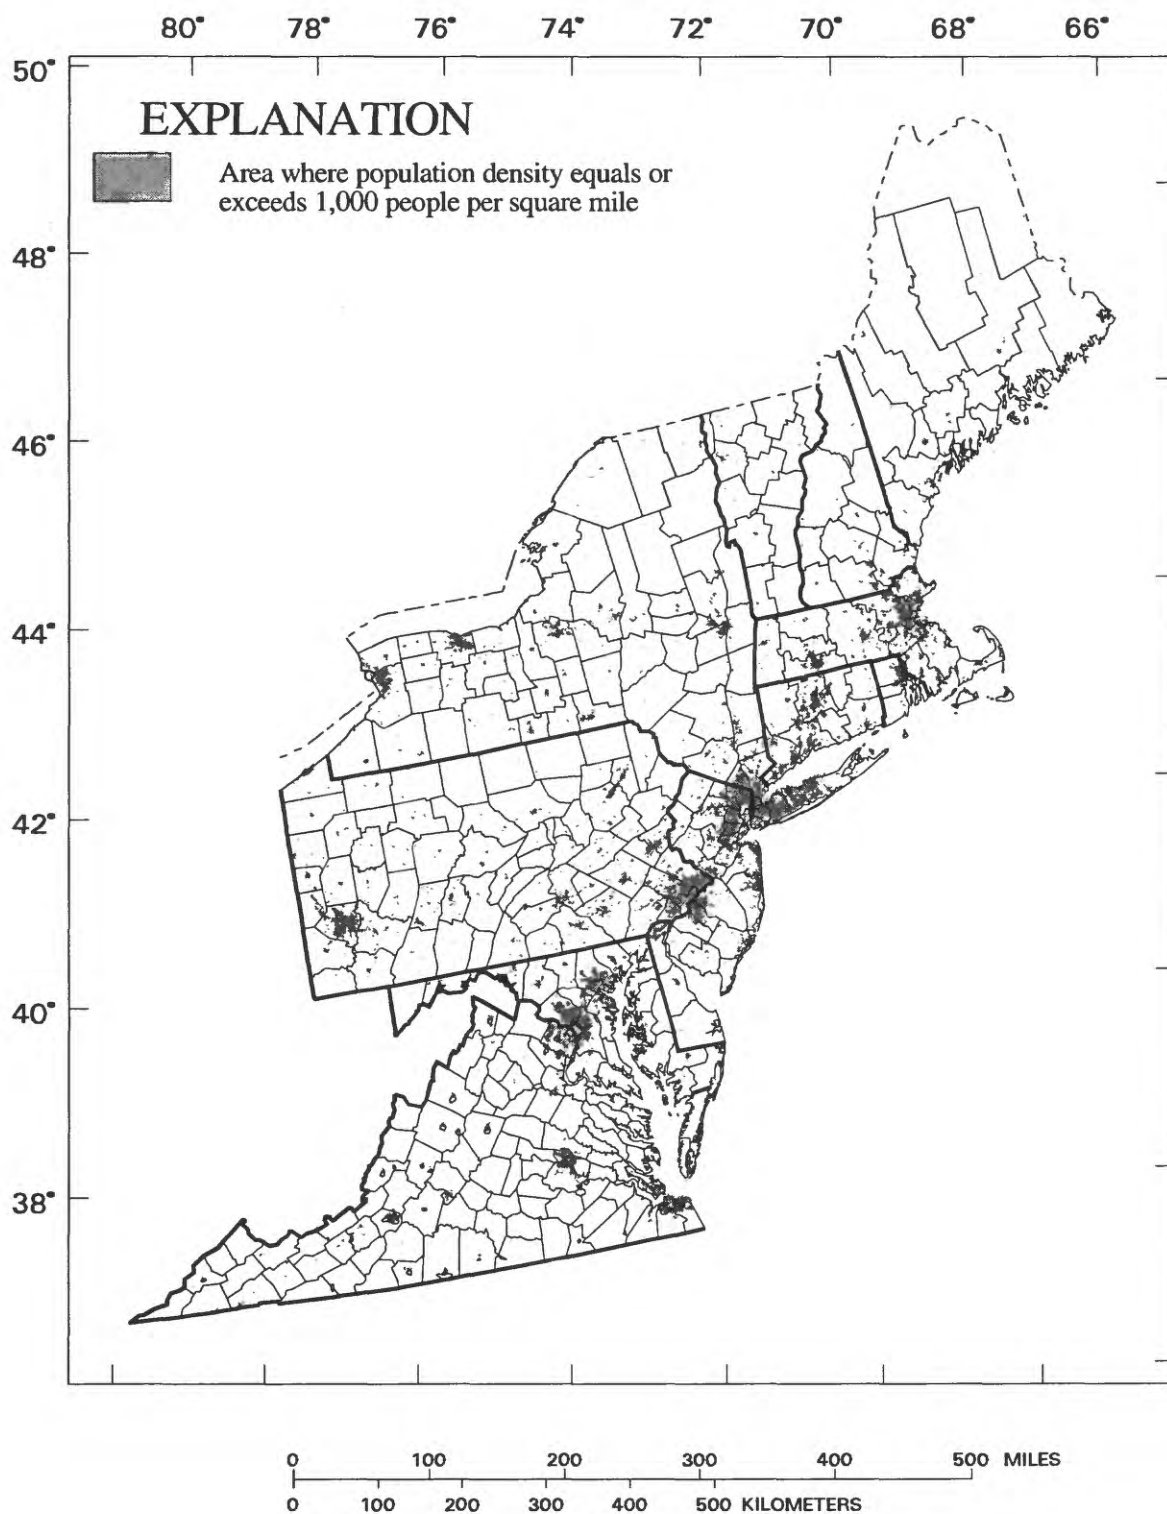 80° 78° 76° 74° 72° 70° 68° 66°
50°
EXPLANATION
Area where population density equals or
exceeds 1,000 people per square mile
48°
46°
44°
42°
40°
38°
0 100 200 300 400 500 MILES
0 100 200 300 400 500 KILOMETERS